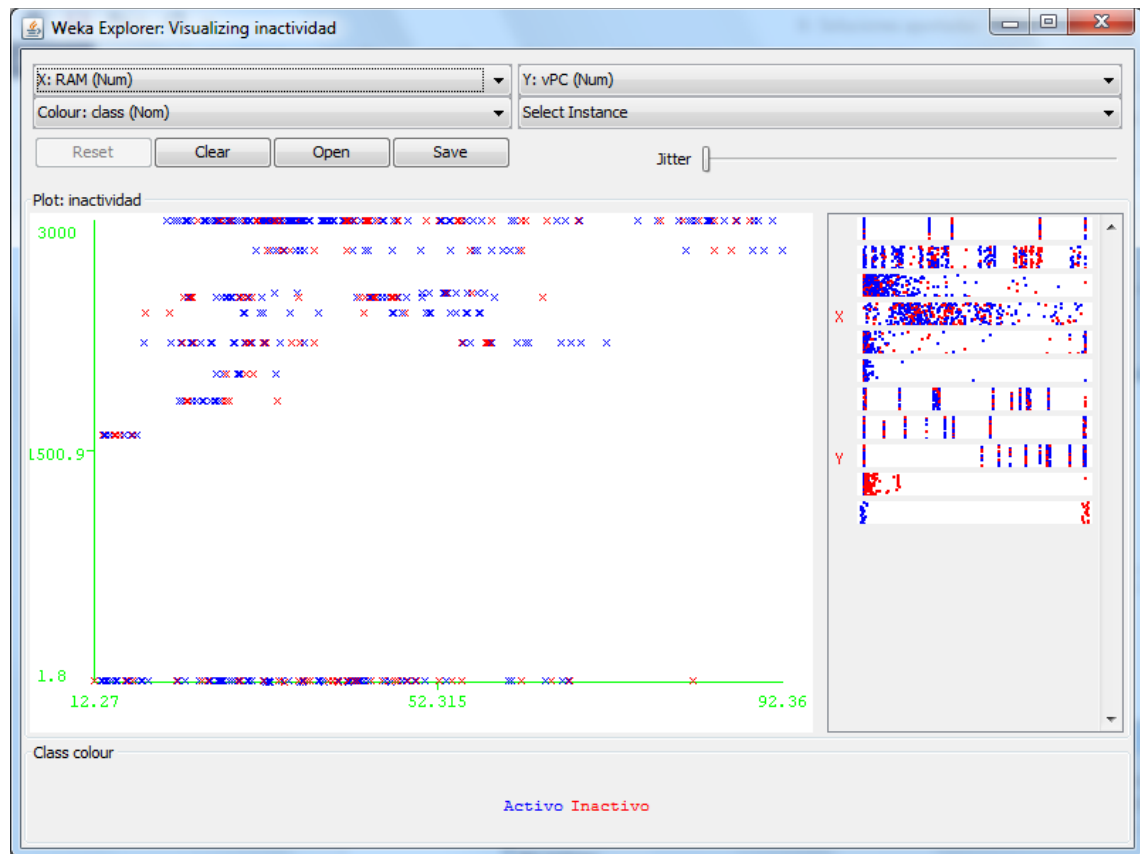 Weka Explorer: Visualizing inactividad
X: RAM (Num) Y: vPC (Num)
Colour: class (Nom) Select Instance
Reset Clear Open Save Jitter
Plot: inactividad
3000
1500.9
1.8
12.27 52.315 92.36
X
Y
Class colour
Activo Inactivo